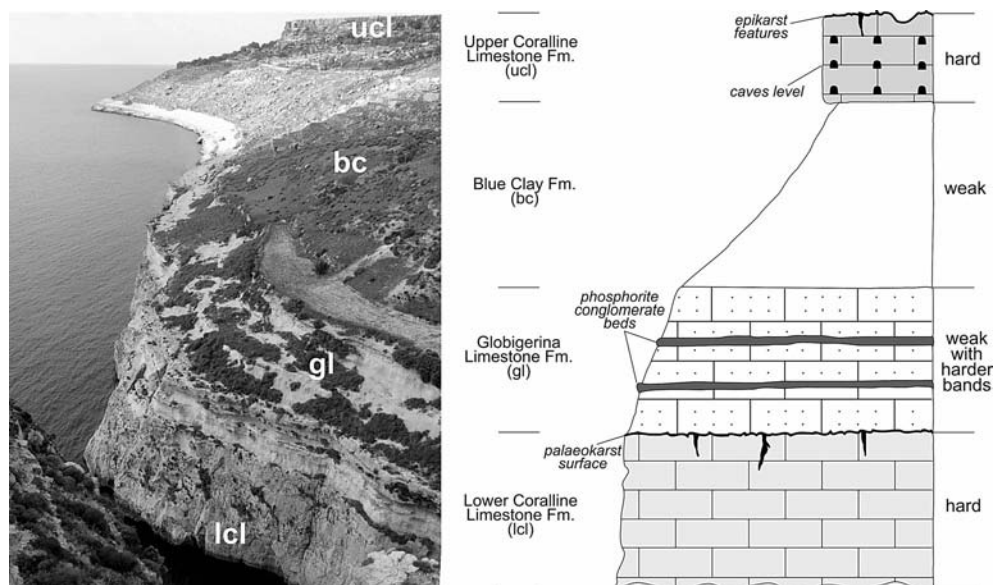 ucl
bc
gl
lcl
Upper Coralline
Limestone Fm.
(ucl)
epikarst
features
caves level
hard
Blue Clay Fm.
(bc)
weak
phosphorite
conglomerate
beds
Globigerina
Limestone Fm.
(gl)
weak
with
harder
bands
palaeokarst
surface
Lower Coralline
Limestone Fm.
(lcl)
hard